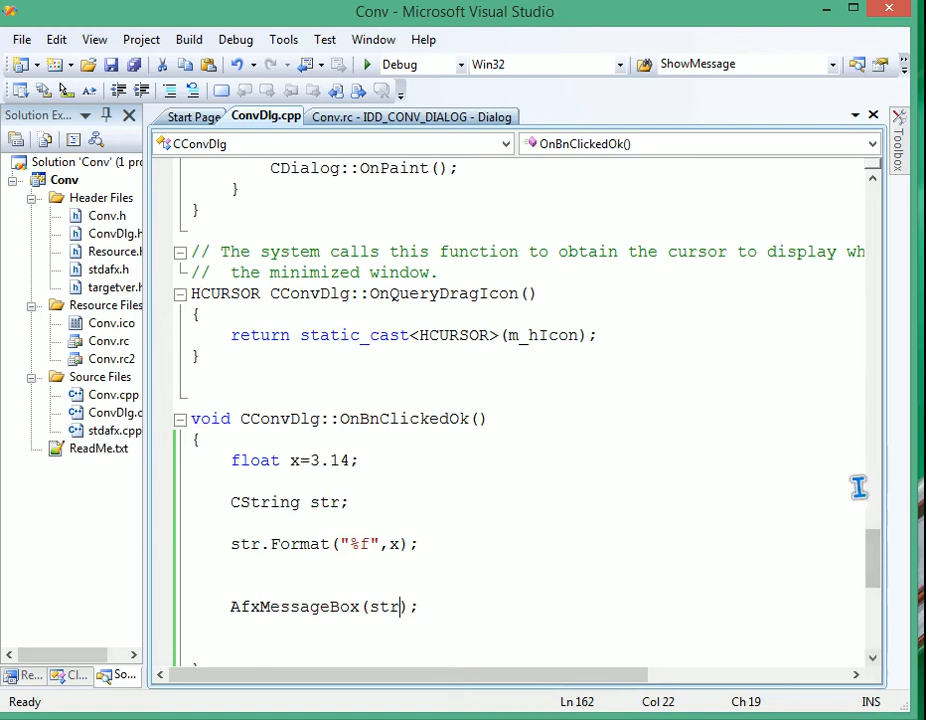 Conv - Microsoft Visual Studio
File Edit View Project Build Debug Tools Test Window Help
Debug Win32 ShowMessage
Solution Ex...
Start Page ConvDlg.cpp Conv.rc - IDD_CONV_DIALOG - Dialog
CConvDlg OnBnClickedOk()
Toolbox
Solution 'Conv' (1 pro
Conv
Header Files
Conv.h
ConvDlg.h
Resource.h
stdafx.h
targetver.h
Resource Files
Conv.ico
Conv.rc
Conv.rc2
Source Files
Conv.cpp
ConvDlg.c
stdafx.cpp
ReadMe.txt
CDialog::OnPaint();
}
}
// The system calls this function to obtain the cursor to display wh
//  the minimized window.
HCURSOR CConvDlg::OnQueryDragIcon()
{
return static_cast<HCURSOR>(m_hIcon);
}
void CConvDlg::OnBnClickedOk()
{
float x=3.14;
CString str;
str.Format("%f",x);
AfxMessageBox(str);
Re... Cl... So...
Ready Ln 162 Col 22 Ch 19 INS